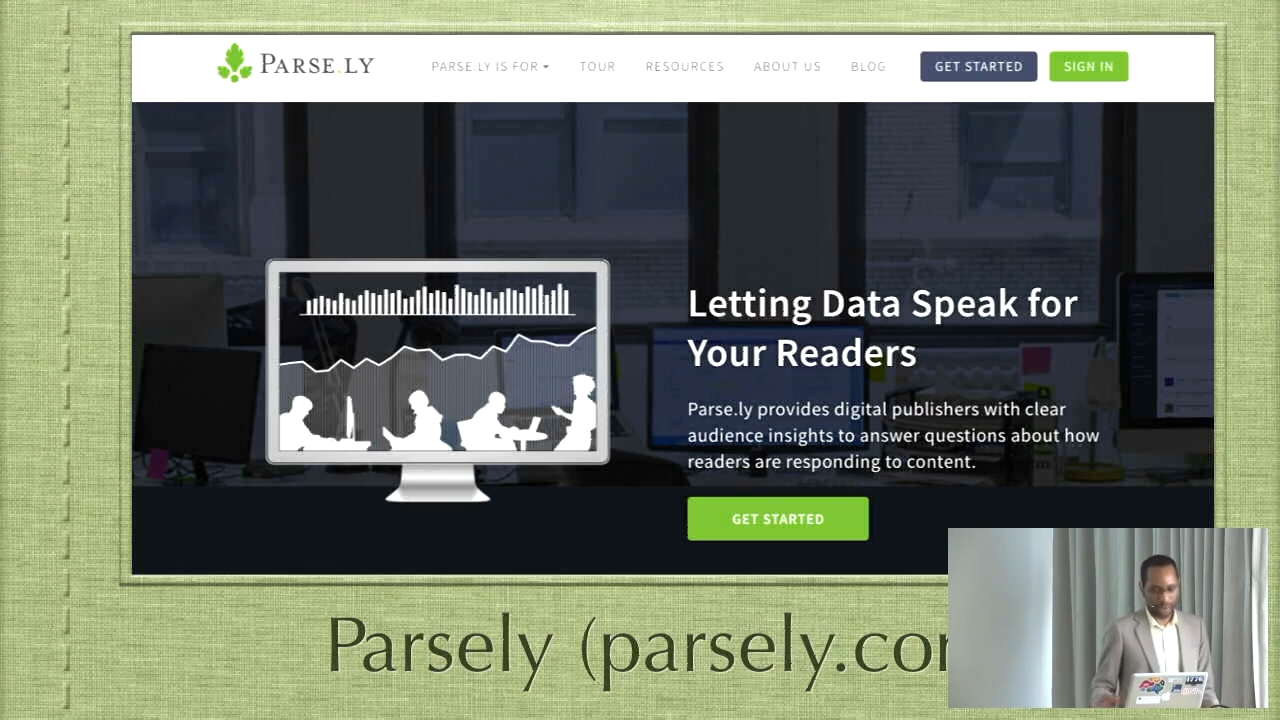 PARSE.LY
PARSE.LY IS FOR
TOUR
RESOURCES
ABOUT US
BLOG
GET STARTED
SIGN IN
Letting Data Speak for
Your Readers
Parse.ly provides digital publishers with clear
audience insights to answer questions about how
readers are responding to content.
GET STARTED
Parsely (parsely.co
1776